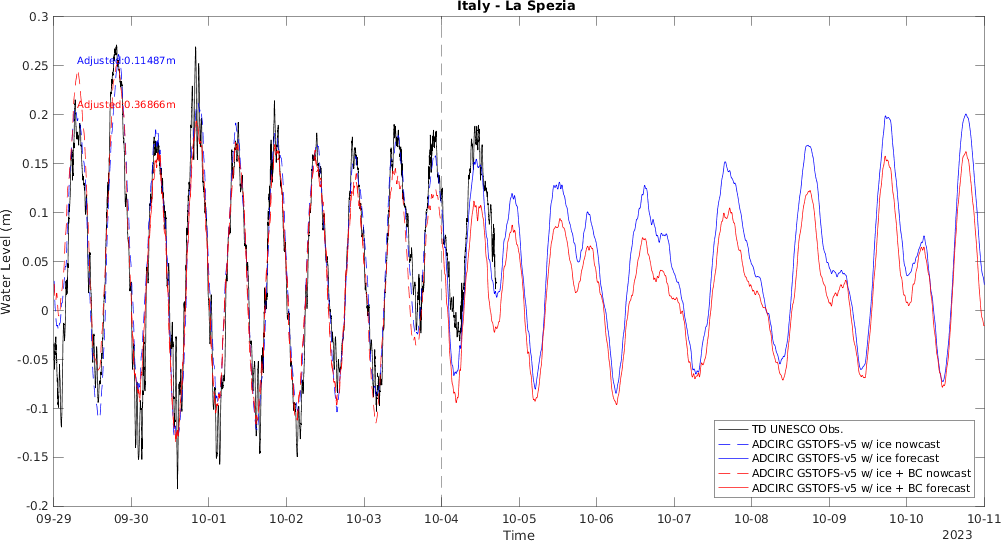 Italy - La Spezia
0.3
0.25
0.2
0.15
0.1
0.05
0
-0.05
-0.1
-0.15
-0.2
Water Level (m)
Adjusted:0.11487m
Adjusted:0.36866m
TD UNESCO Obs.
ADCIRC GSTOFS-v5 w/ ice nowcast
ADCIRC GSTOFS-v5 w/ ice forecast
ADCIRC GSTOFS-v5 w/ ice + BC nowcast
ADCIRC GSTOFS-v5 w/ ice + BC forecast
09-29 09-30 10-01 10-02 10-03 10-04 10-05 10-06 10-07 10-08 10-09 10-10 10-11
Time
2023